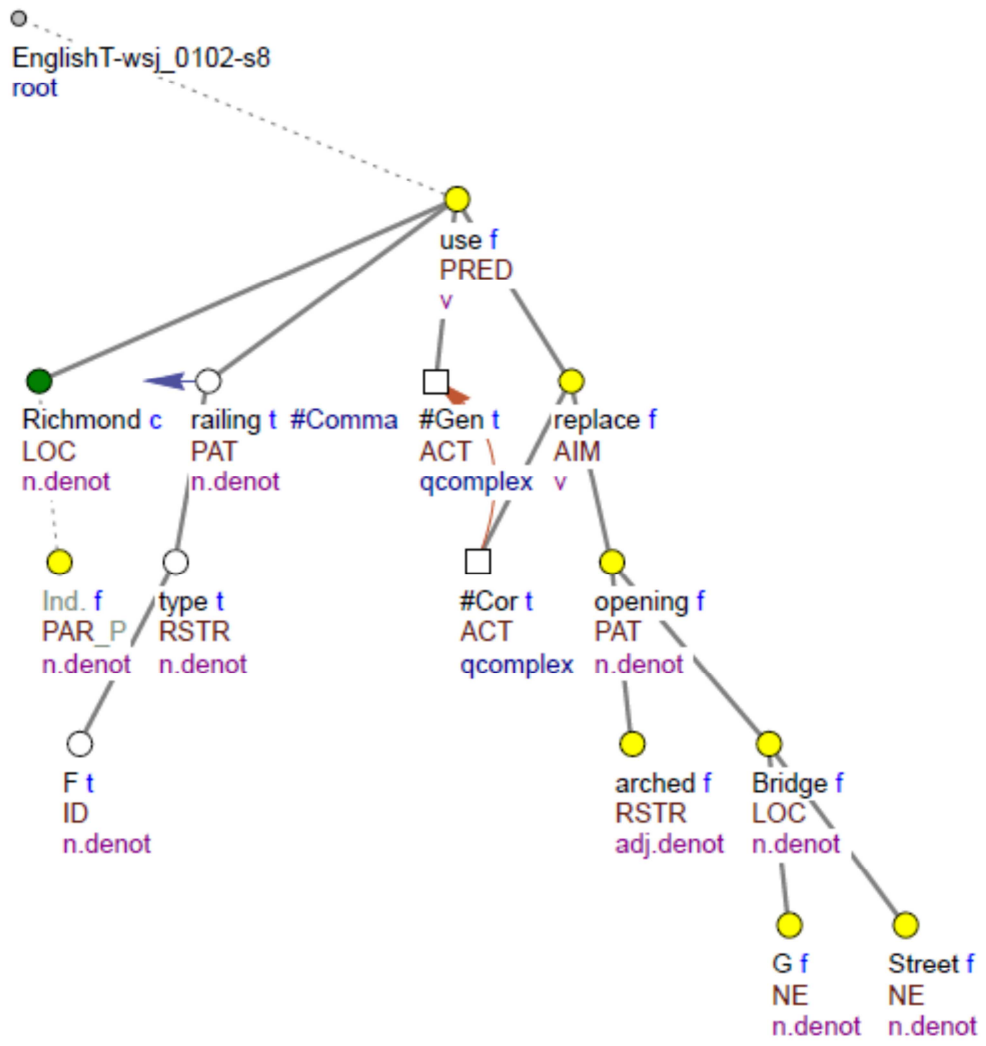 EnglishT-wsj_0102-s8
root
use f
PRED
v
Richmond c
LOC
n.denot
railing t #Comma
PAT
n.denot
#Gen t
ACT
qcomplex
replace f
AIM
v
Ind. f
PAR_P
n.denot
type t
RSTR
n.denot
#Cor t
ACT
qcomplex
opening f
PAT
n.denot
F t
ID
n.denot
arched f
RSTR
adj.denot
Bridge f
LOC
n.denot
G f
NE
n.denot
Street f
NE
n.denot